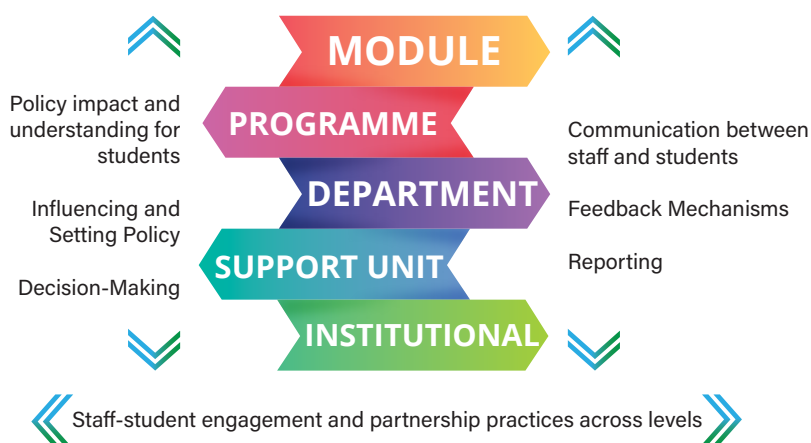 MODULE
PROGRAMME
DEPARTMENT
SUPPORT UNIT
INSTITUTIONAL
Policy impact and
understanding for
students
Influencing and
Setting Policy
Decision-Making
Communication between
staff and students
Feedback Mechanisms
Reporting
Staff-student engagement and partnership practices across levels